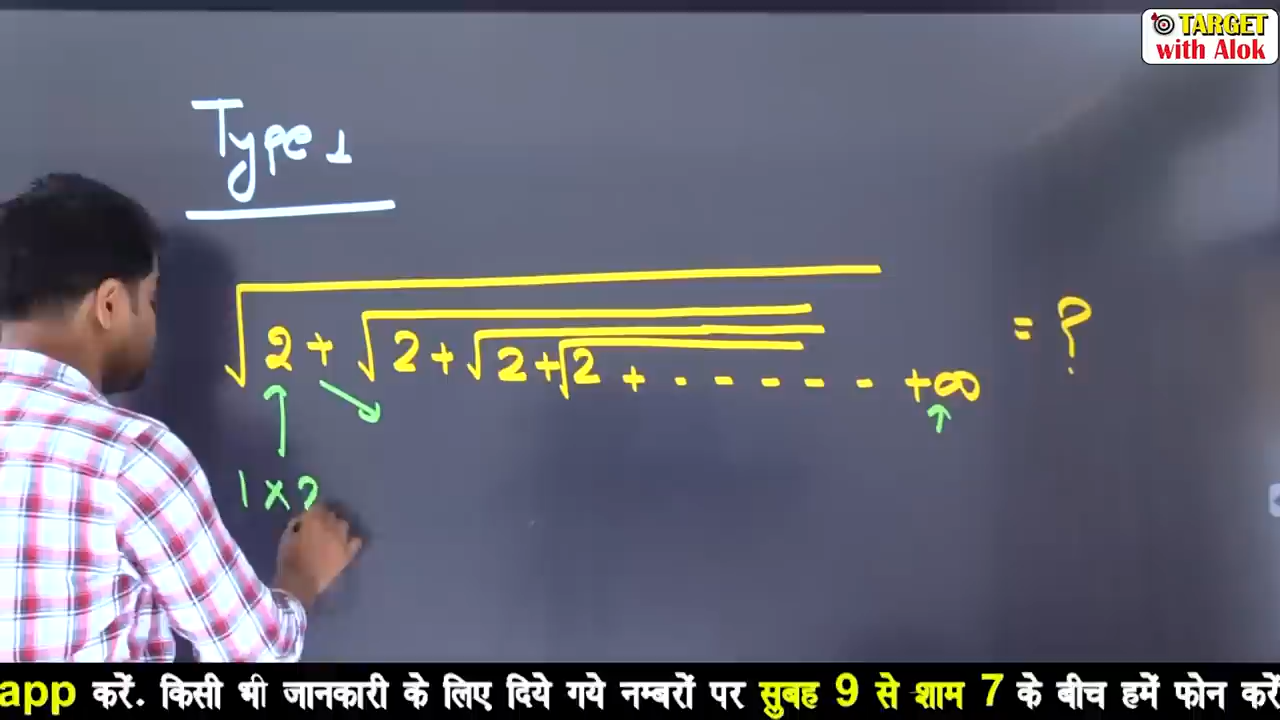 TARGET
with Alok
Type 1
√2 + √2 + √2 + √2 + - - - - - + ∞ = ?
1 × 2
app करें. किसी भी जानकारी के लिए दिये गये नम्बरों पर सुबह 9 से शाम 7 के बीच हमें फोन करें